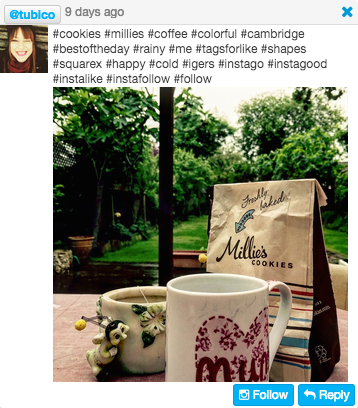 @tubico 9 days ago
#cookies #millies #coffee #colorful #cambridge
#bestoftheday #rainy #me #tagsforlike #shapes
#squarex #happy #cold #igers #instago #instagood
#instalike #instafollow #follow
Freshly
baked
Millie's
COOKIES
Follow Reply